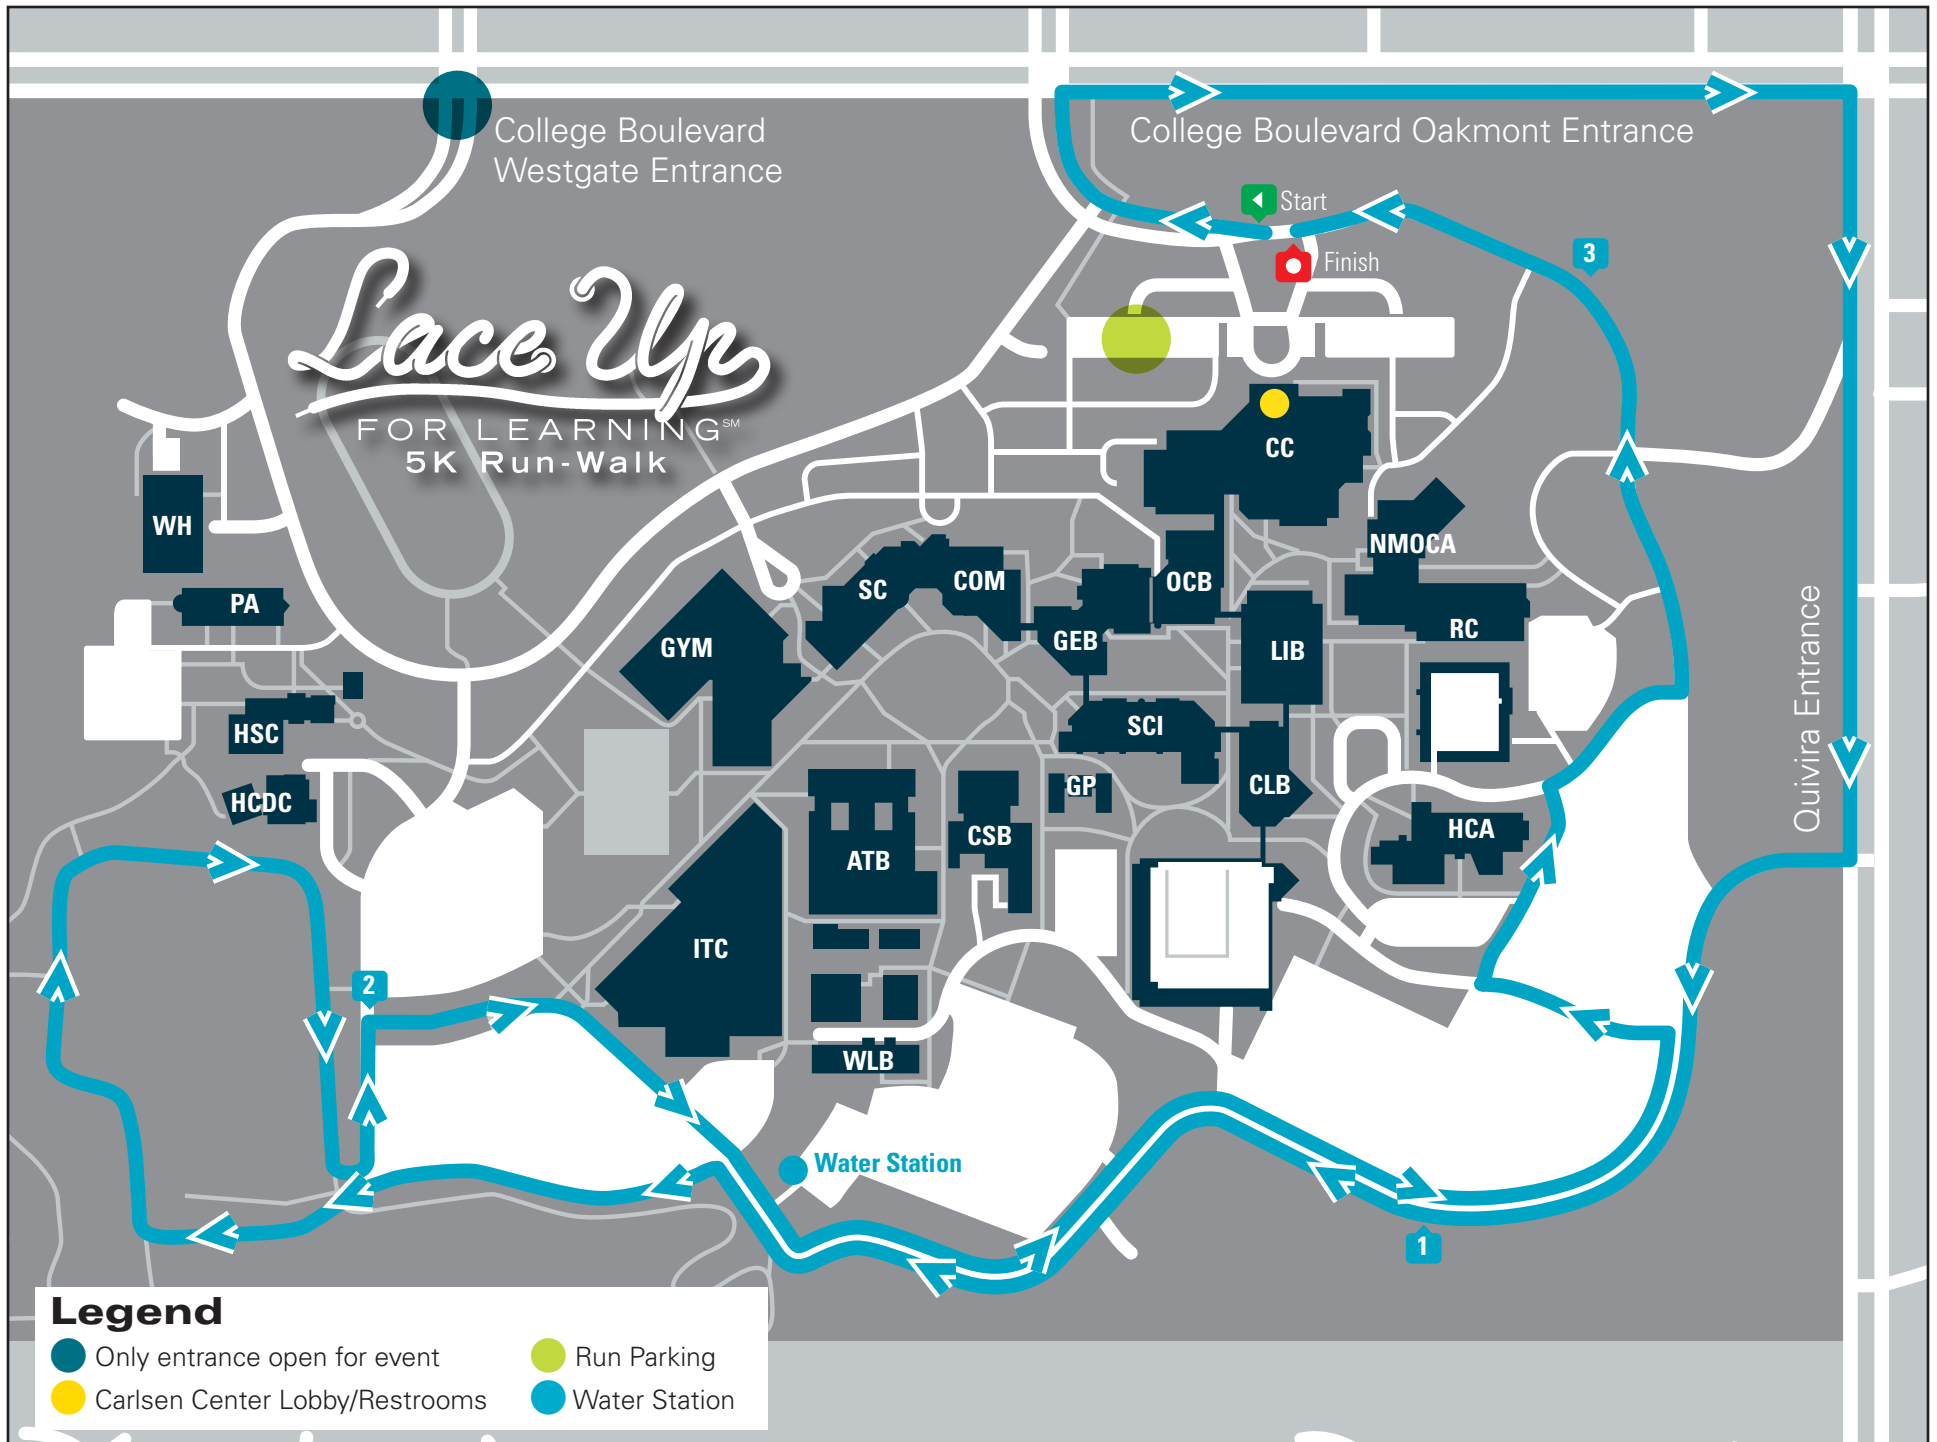 College Boulevard
Westgate Entrance
College Boulevard Oakmont Entrance
Start
Finish
3
Lace Up
FOR LEARNING℠
5K Run-Walk
CC
WH
NMOCA
SC
COM
OCB
PA
GYM
GEB
LIB
RC
Quivira Entrance
HSC
SCI
HCDC
GP
CLB
CSB
ATB
HCA
ITC
2
WLB
Water Station
1
Legend
Only entrance open for event
Run Parking
Carlsen Center Lobby/Restrooms
Water Station